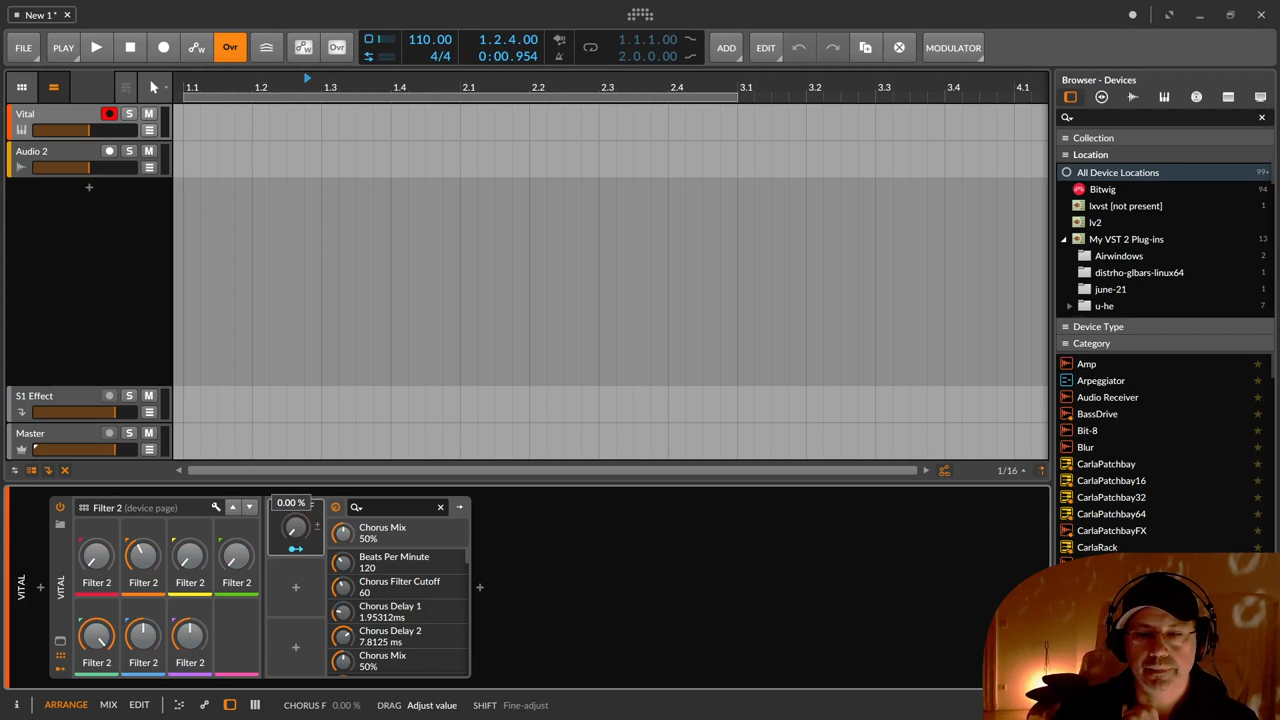 New 1*
FILE
PLAY
Ovr
Ovr
110.00
4/4
1.2.4.00
0:00.954
1.1.1.00
2.0.0.00
ADD
EDIT
MODULATOR
1.1
1.2
1.3
1.4
2.1
2.2
2.3
2.4
3.1
3.2
3.3
3.4
4.1
Vital
S
M
Audio 2
S
M
S1 Effect
S
M
Master
S
M
1/16
Browser - Devices
Collection
Location
All Device Locations
99+
Bitwig
94
lxvst [not present]
1
lv2
My VST 2 Plug-ins
13
Airwindows
2
distrho-glbars-linux64
1
june-21
1
u-he
7
Device Type
Category
Amp
Arpeggiator
Audio Receiver
BassDrive
Bit-8
Blur
CarlaPatchbay
CarlaPatchbay16
CarlaPatchbay32
CarlaPatchbay64
CarlaPatchbayFX
CarlaRack
VITAL
VITAL
Filter 2 (device page)
Filter 2
Filter 2
Filter 2
Filter 2
Filter 2
Filter 2
Filter 2
0.00 %
Chorus Mix
50%
Beats Per Minute
120
Chorus Filter Cutoff
60
Chorus Delay 1
1.95312ms
Chorus Delay 2
7.8125 ms
Chorus Mix
50%
ARRANGE
MIX
EDIT
CHORUS F 0.00 %
DRAG Adjust value
SHIFT Fine-adjust